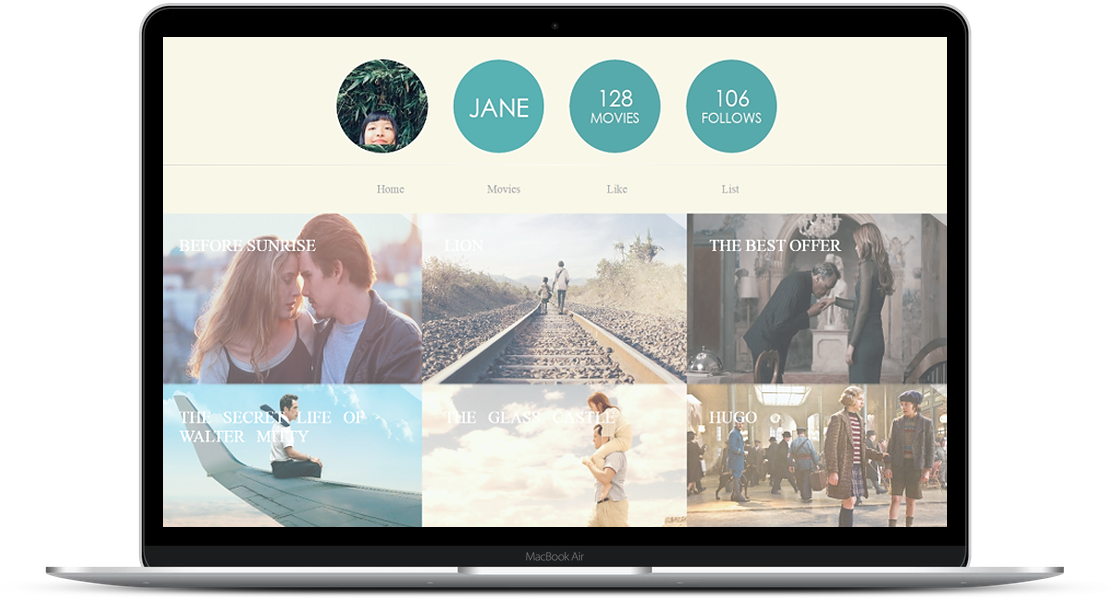 JANE
128
MOVIES
106
FOLLOWS
Home
Movies
Like
List
BEFORE SUNRISE
LION
THE BEST OFFER
THE SECRET LIFE OF
WALTER MITTY
THE GLASS CASTLE
HUGO
MacBook Air